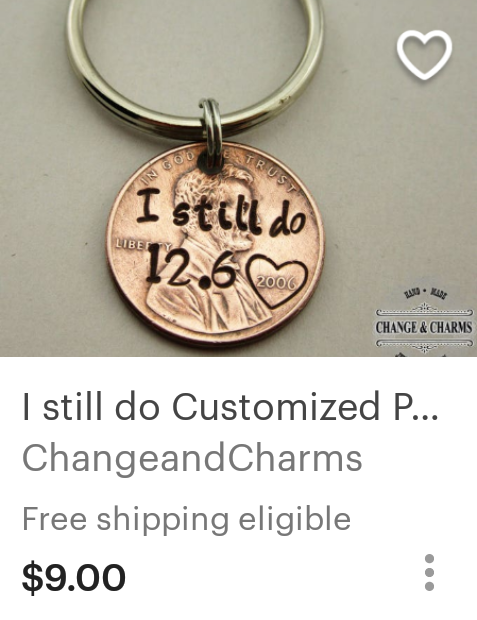 IN GOD WE TRUST
I still do
LIBERTY
12.6
2006
HAND MADE
CHANGE & CHARMS
I still do Customized P...
ChangeandCharms
Free shipping eligible
$9.00